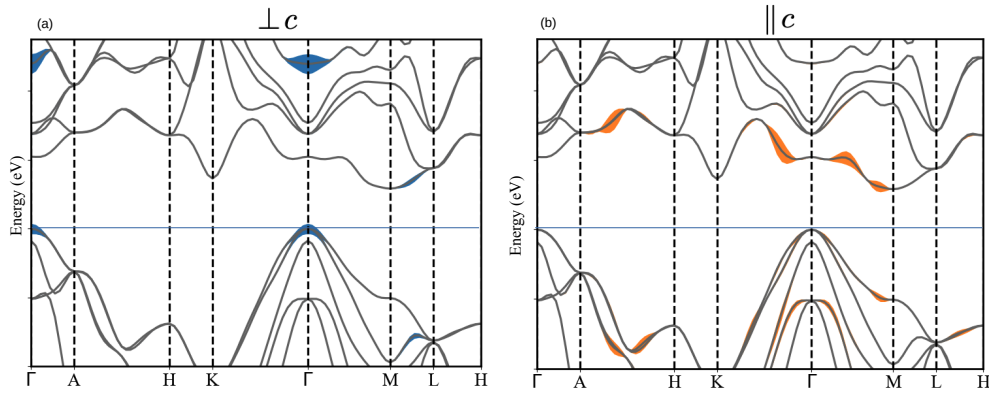 (a) ⊥ c
Energy (eV)
Γ A H K Γ M L H
(b) ∥ c
Energy (eV)
Γ A H K Γ M L H